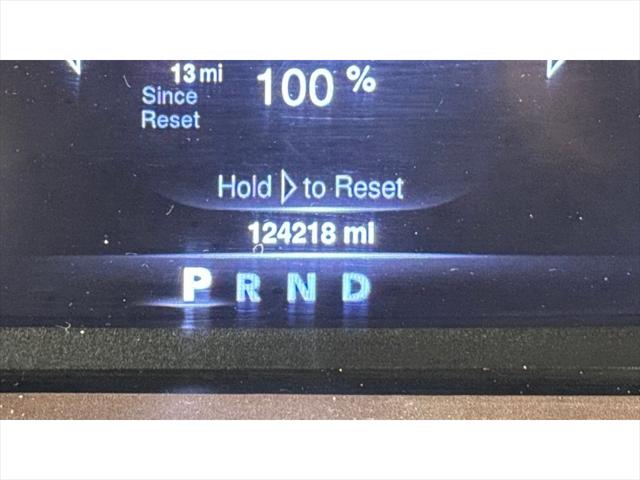 13 mi
100 %
Since
Reset
Hold ▷ to Reset
124218 mi
P R N D